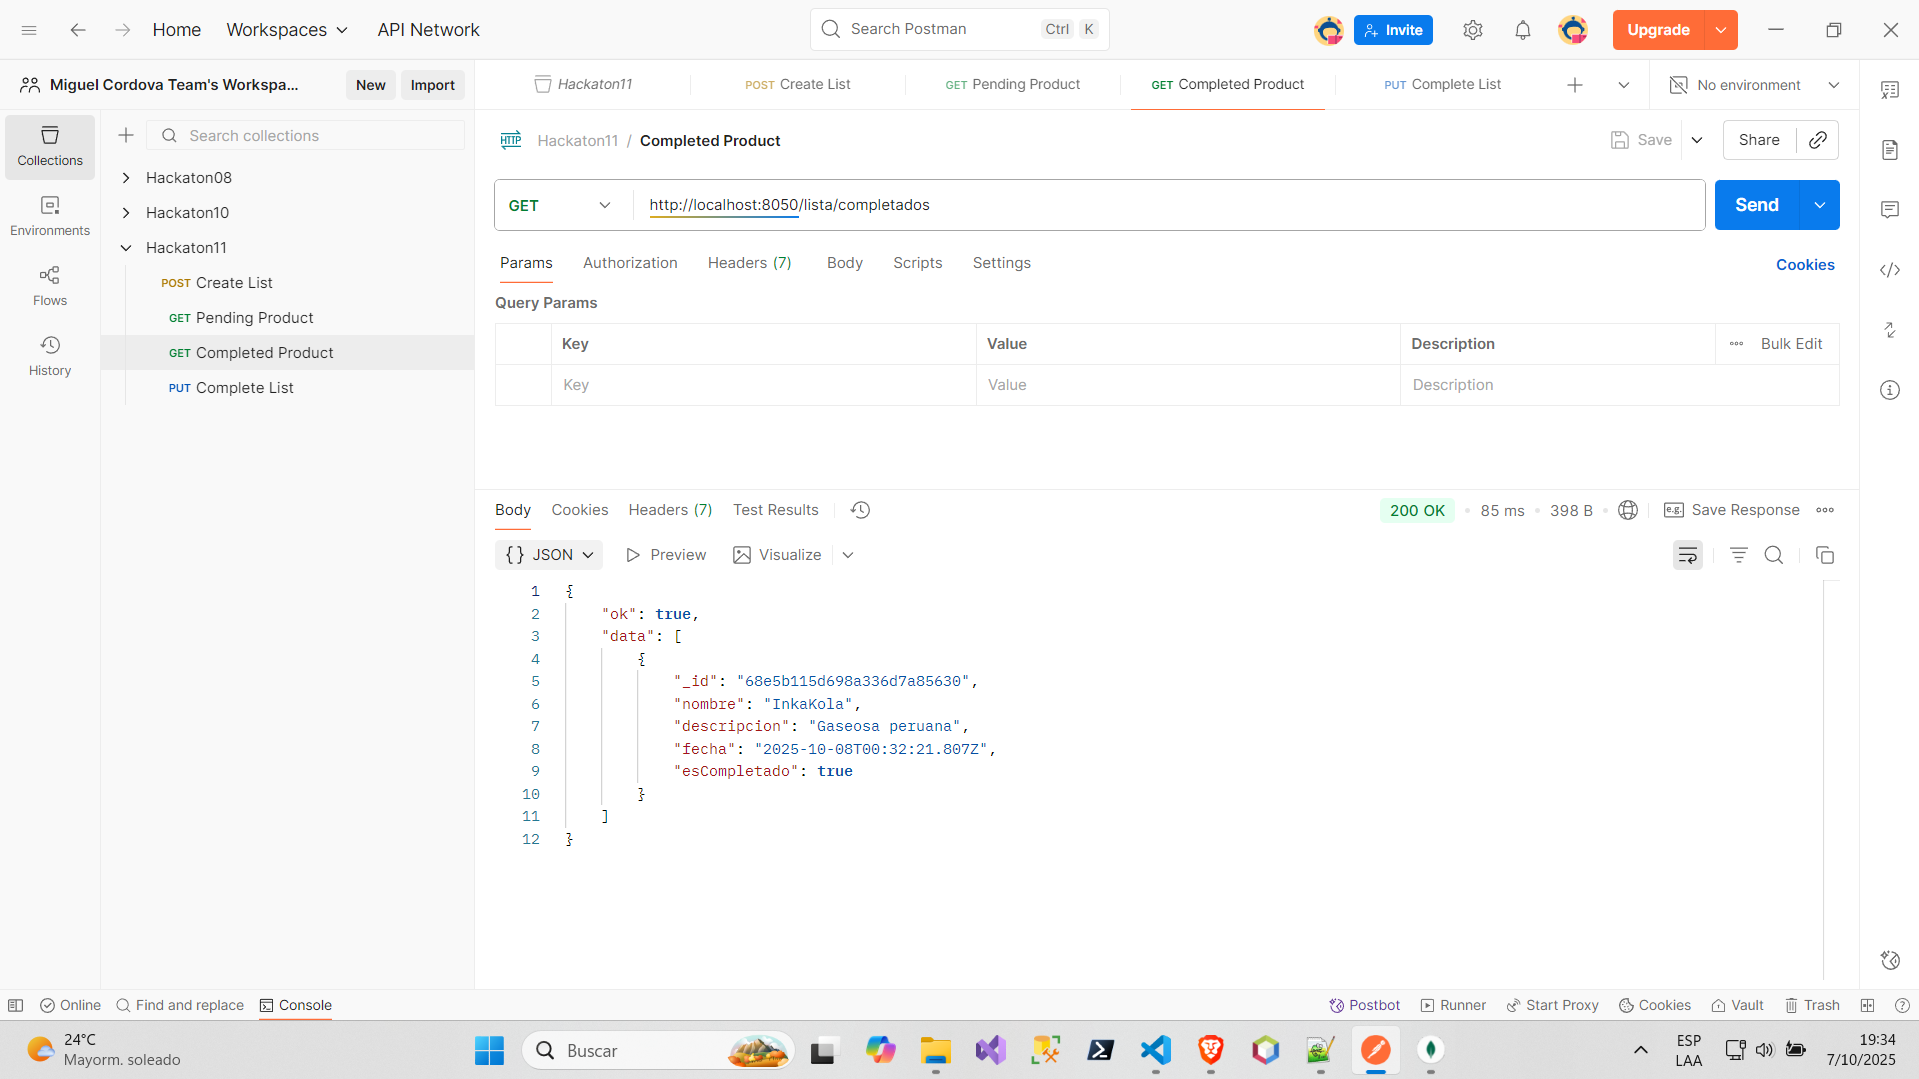 Home
Workspaces
API Network
Search Postman
Ctrl K
Invite
Upgrade
Miguel Cordova Team's Workspa...
New
Import
Hackaton11
POST Create List
GET Pending Product
GET Completed Product
PUT Complete List
No environment
Collections
Environments
Flows
History
Search collections
Hackaton08
Hackaton10
Hackaton11
POST Create List
GET Pending Product
GET Completed Product
PUT Complete List
HTTP
Hackaton11 / Completed Product
Save
Share
GET
http://localhost:8050/lista/completados
Send
Params
Authorization
Headers (7)
Body
Scripts
Settings
Cookies
Query Params
Key
Value
Description
Bulk Edit
Key
Value
Description
Body
Cookies
Headers (7)
Test Results
200 OK
85 ms
398 B
e.g.
Save Response
{} JSON
Preview
Visualize
1 {
2 "ok": true,
3 "data": [
4 {
5 "_id": "68e5b115d698a336d7a85630",
6 "nombre": "InkaKola",
7 "descripcion": "Gaseosa peruana",
8 "fecha": "2025-10-08T00:32:21.807Z",
9 "esCompletado": true
10 }
11 ]
12 }
Online
Find and replace
Console
Postbot
Runner
Start Proxy
Cookies
Vault
Trash
24°C
Mayorm. soleado
Buscar
ESP
LAA
19:34
7/10/2025